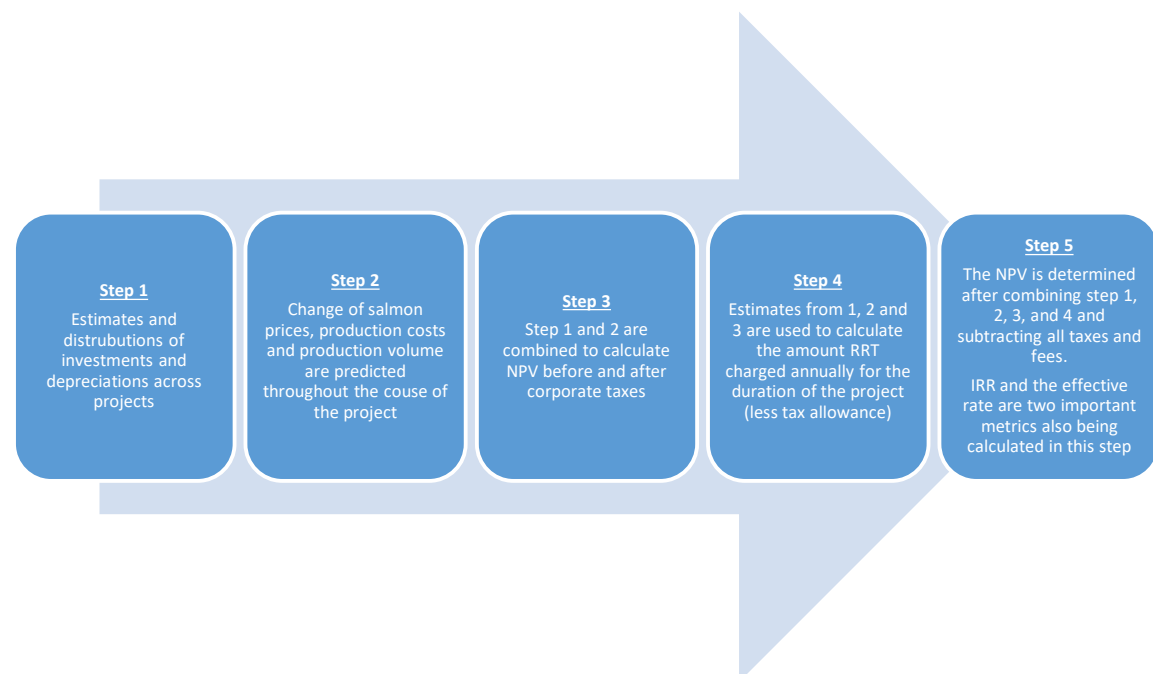 Step 1
Estimates and
distrubutions of
investments and
depreciations across
projects
Step 2
Change of salmon
prices, production costs
and production volume
are predicted
throughout the couse of
the project
Step 3
Step 1 and 2 are
combined to calculate
NPV before and after
corporate taxes
Step 4
Estimates from 1, 2 and
3 are used to calculate
the amount RRT
charged annually for the
duration of the project
(less tax allowance)
Step 5
The NPV is determined
after combining step 1,
2, 3, and 4 and
subtracting all taxes and
fees.
IRR and the effective
rate are two important
metrics also being
calculated in this step